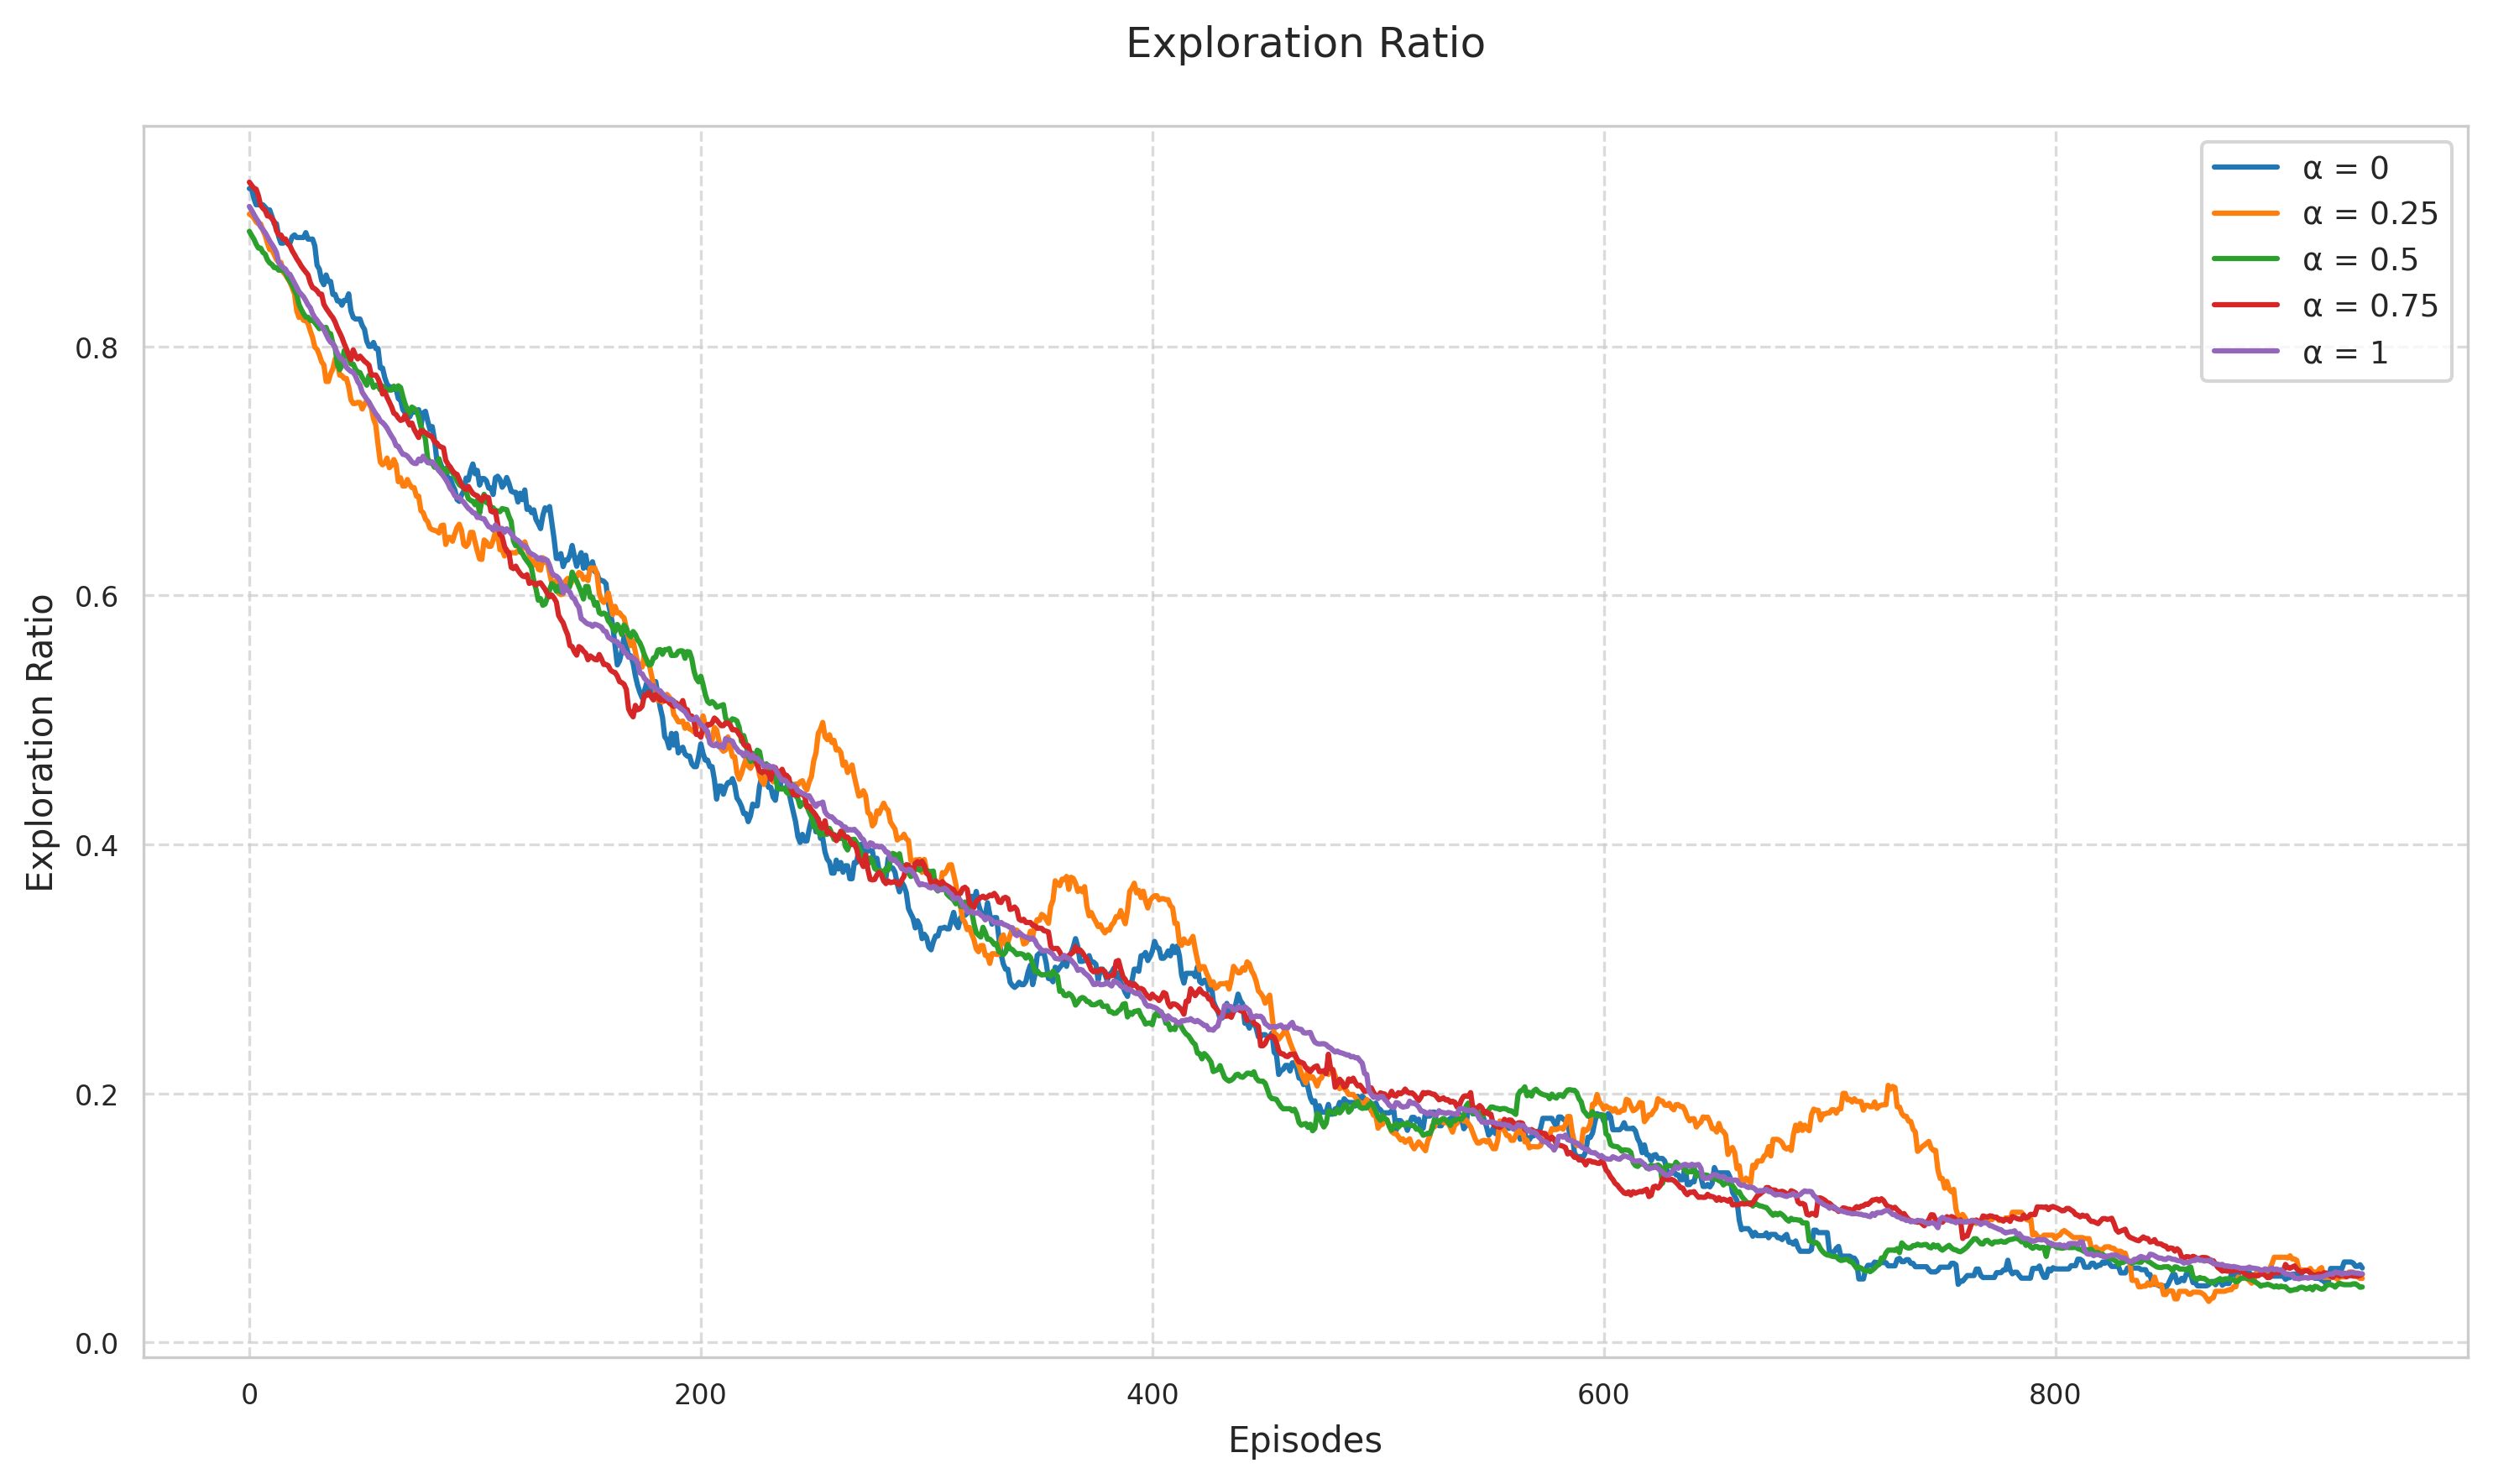 Exploration Ratio
α = 0
α = 0.25
α = 0.5
α = 0.75
α = 1
Exploration Ratio
0.8
0.6
0.4
0.2
0.0
0 200 400 600 800
Episodes